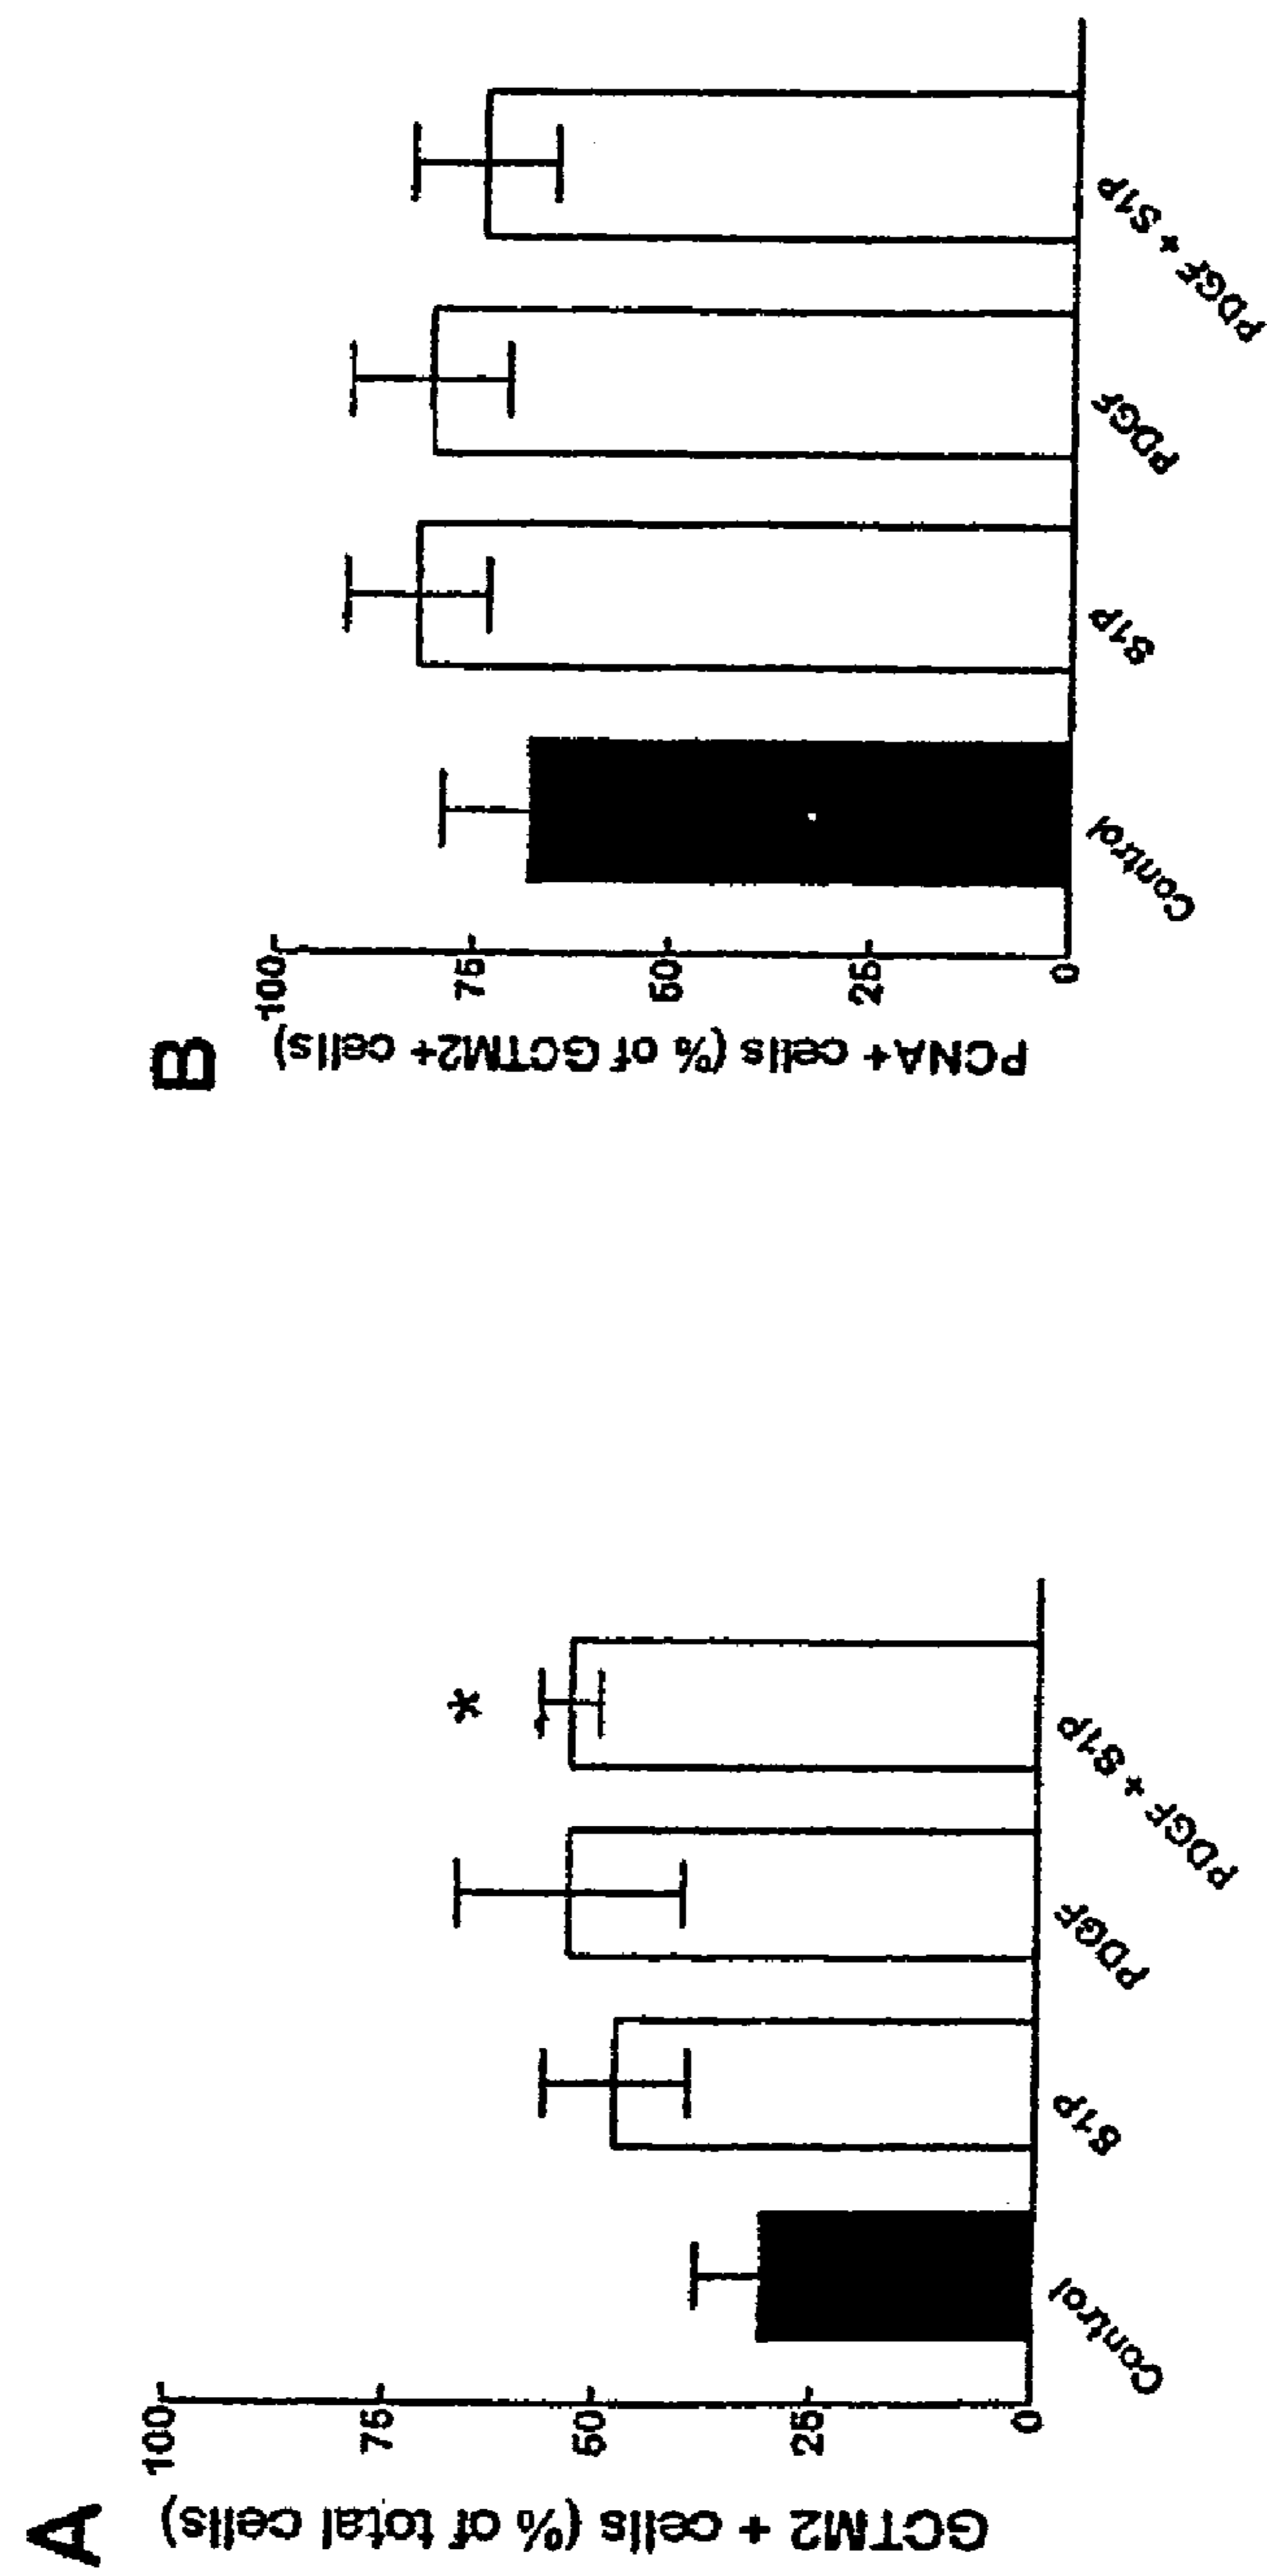 A
GCTM2 + cells (% of total cells)
100
75
50
25
0
Control
S1P
PDGF
PDGF + S1P
*
B
PCNA+ cells (% of GCTM2+ cells)
100
75
50
25
0
Control
S1P
PDGF
PDGF + S1P